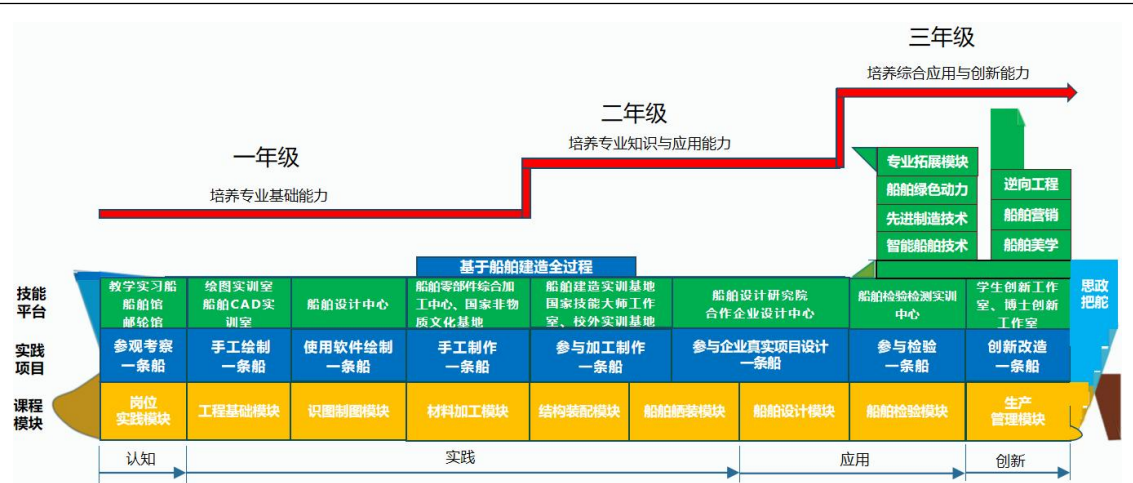 三年级
培养综合应用与创新能力
二年级
培养专业知识与应用能力
一年级
培养专业基础能力
专业拓展模块
船舶绿色动力
先进制造技术
智能船舶技术
逆向工程
船舶营销
船舶美学
基于船舶建造全过程
技能
平台
教学实习船
船舶馆
邮轮馆
绘图实训室
船舶CAD实
训室
船舶设计中心
船舶零部件综合加
工中心、国家非物
质文化基地
船舶建造实训基地
国家技能大师工作
室、校外实训基地
船舶设计研究院
合作企业设计中心
船舶检验检测实训
中心
学生创新工作
室、博士创新
工作室
思政
把舵
实践
项目
参观考察
一条船
手工绘制
一条船
使用软件绘制
一条船
手工制作
一条船
参与加工制作
一条船
参与企业真实项目设计
一条船
参与检验
一条船
创新改造
一条船
课程
模块
岗位
实践模块
工程基础模块
识图制图模块
材料加工模块
结构装配模块
船舶舾装模块
船舶设计模块
船舶检验模块
生产
管理模块
认知
实践
应用
创新